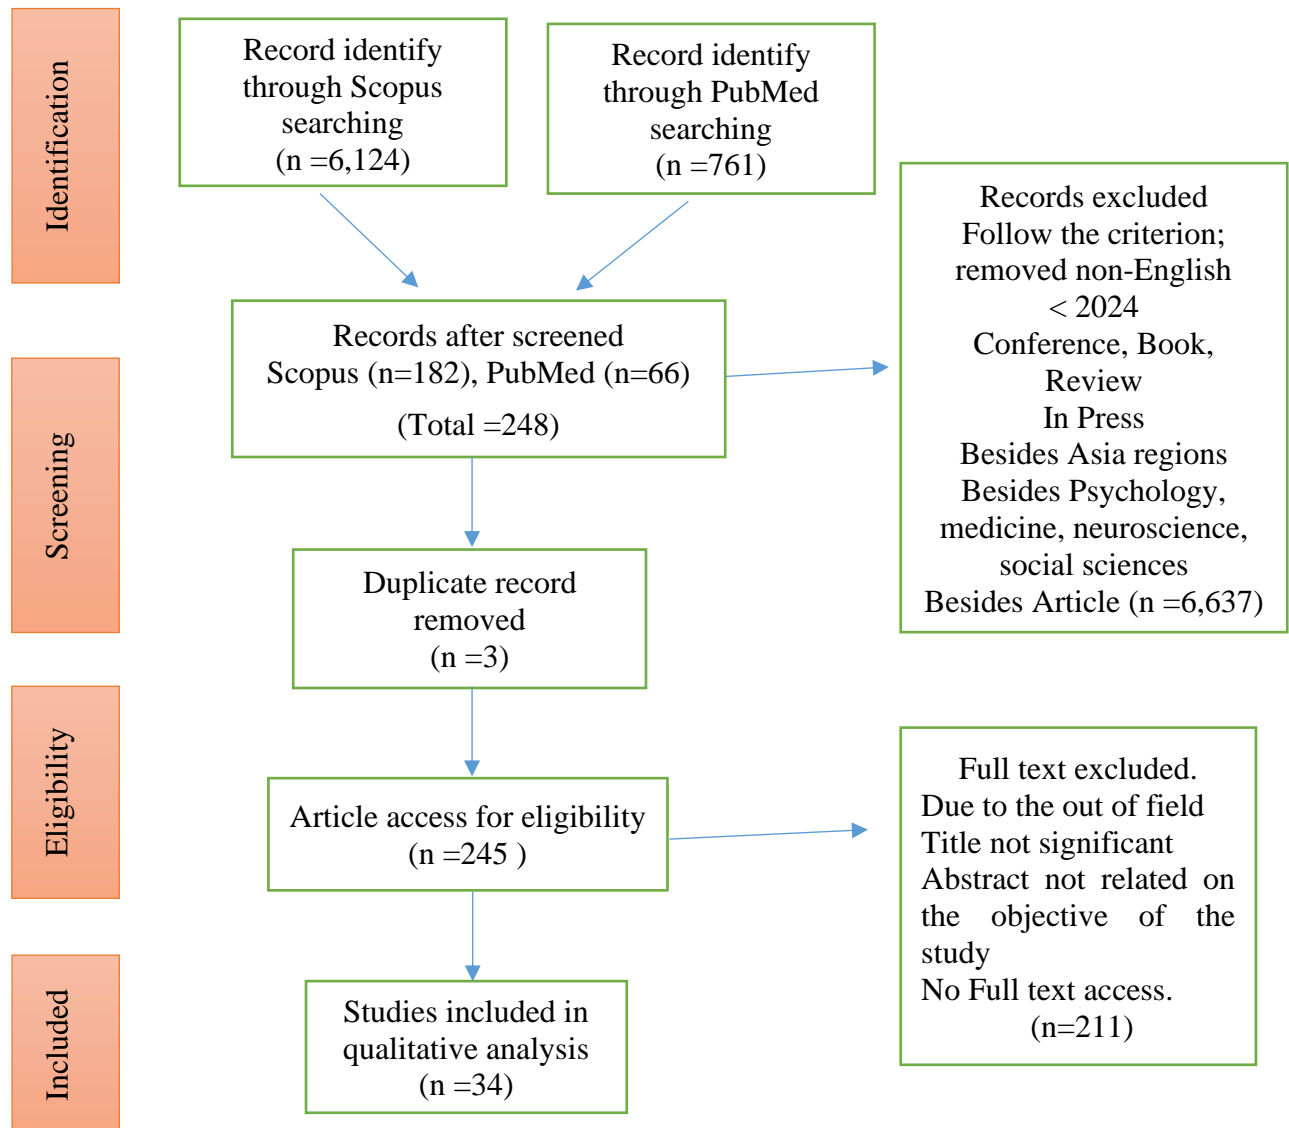 Identification
Record identify
through Scopus
searching
(n =6,124)
Record identify
through PubMed
searching
(n =761)
Records excluded
Follow the criterion;
removed non-English
< 2024
Conference, Book,
Review
In Press
Besides Asia regions
Besides Psychology,
medicine, neuroscience,
social sciences
Besides Article (n =6,637)
Screening
Records after screened
Scopus (n=182), PubMed (n=66)
(Total =248)
Duplicate record
removed
(n =3)
Eligibility
Article access for eligibility
(n =245 )
Full text excluded.
Due to the out of field
Title not significant
Abstract not related on
the objective of the
study
No Full text access.
(n=211)
Included
Studies included in
qualitative analysis
(n =34)